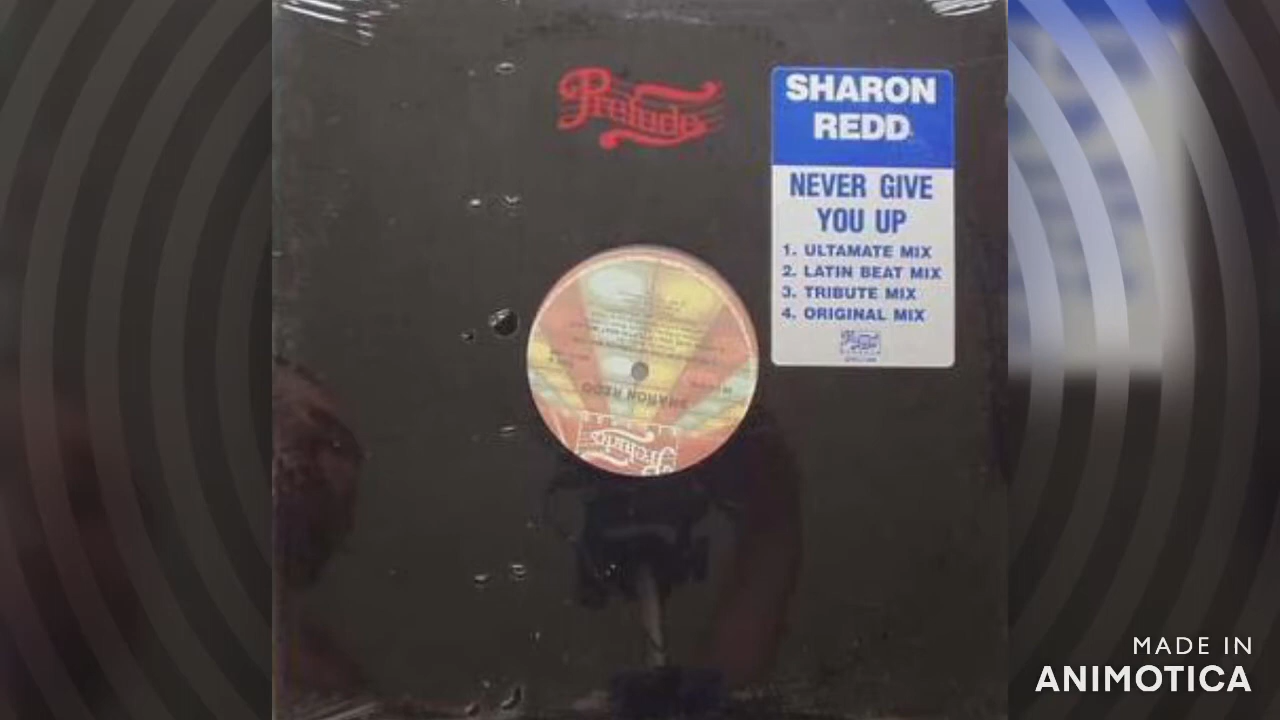 Prelude
SHARON
REDD
NEVER GIVE
YOU UP
1. ULTAMATE MIX
2. LATIN BEAT MIX
3. TRIBUTE MIX
4. ORIGINAL MIX
SHARON REDD
Prelude
MADE IN
ANIMOTICA